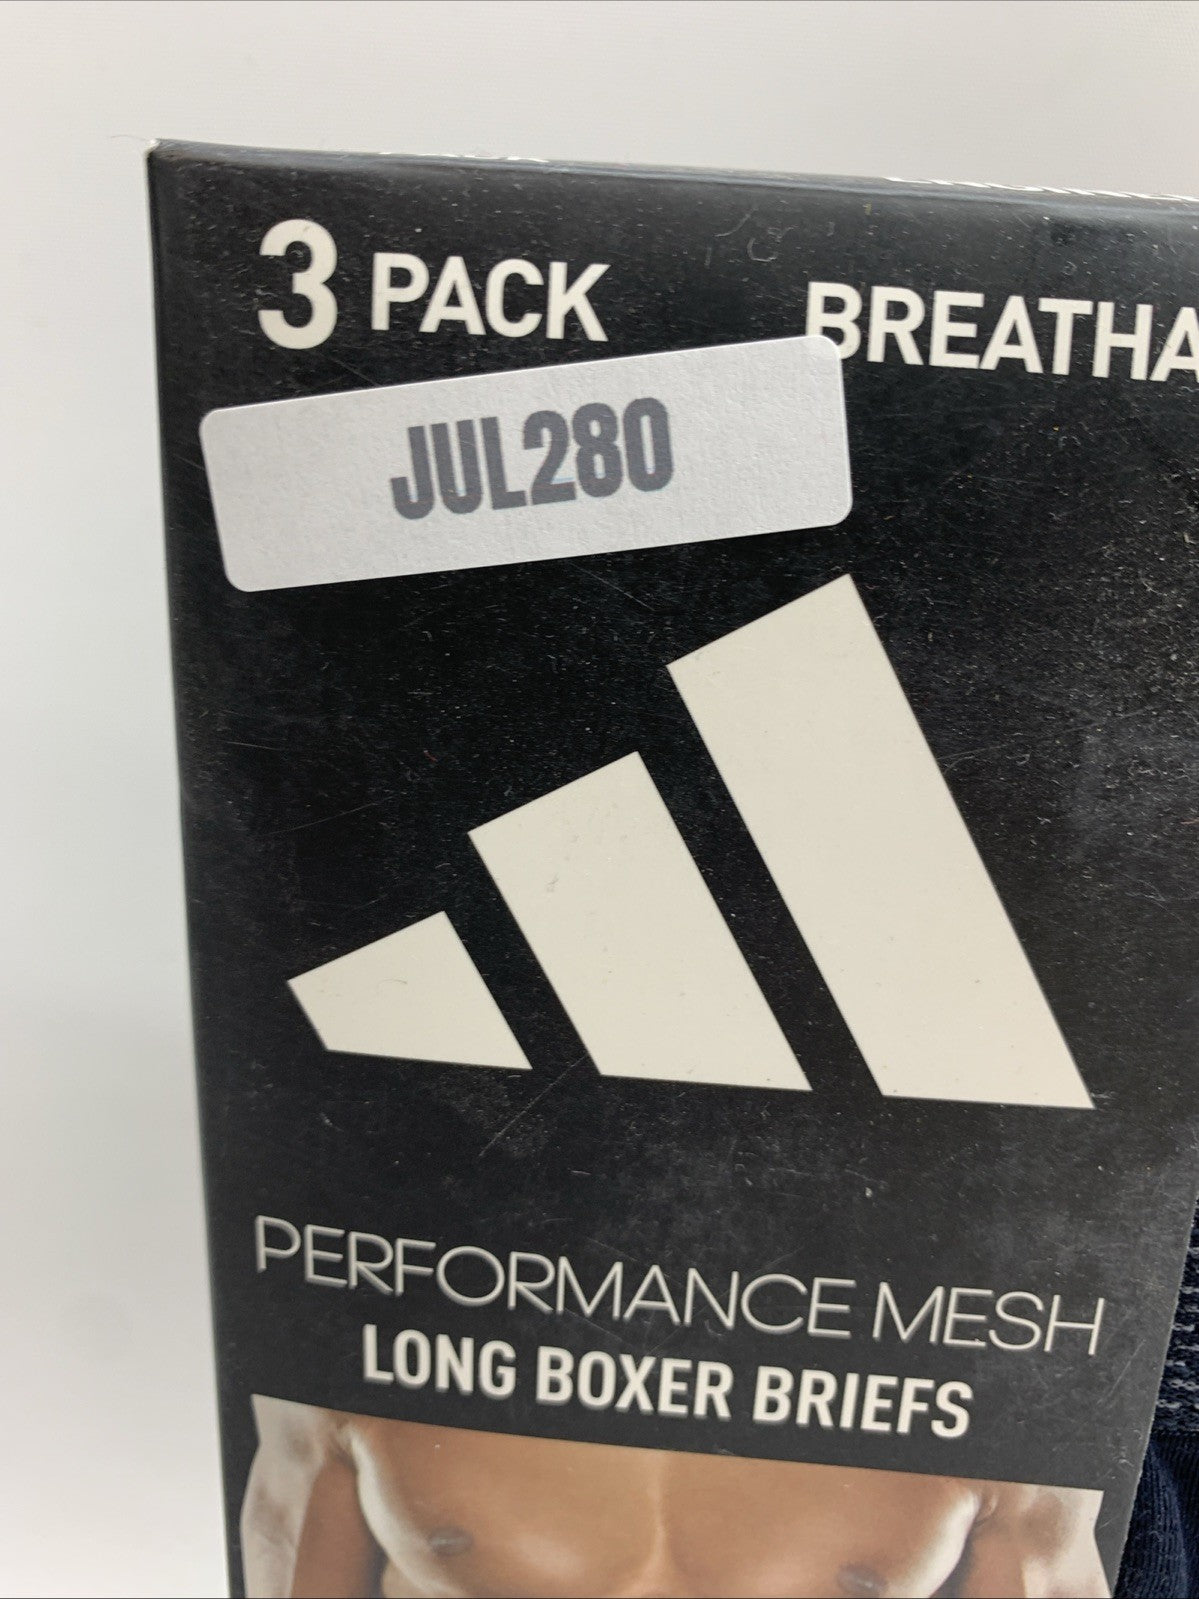 3 PACK
BREATHA
JUL280
PERFORMANCE MESH
LONG BOXER BRIEFS